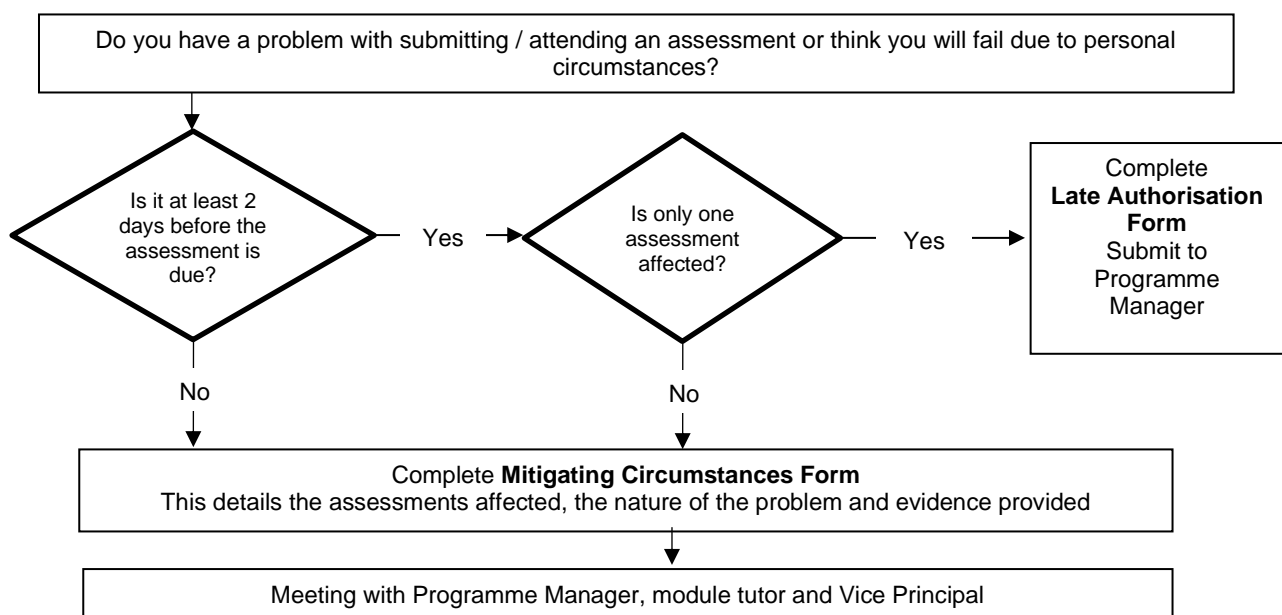 Do you have a problem with submitting / attending an assessment or think you will fail due to personal
circumstances?
Is it at least 2
days before the
assessment is
due?
Yes
Is only one
assessment
affected?
Yes
Complete
Late Authorisation
Form
Submit to
Programme
Manager
No
No
Complete Mitigating Circumstances Form
This details the assessments affected, the nature of the problem and evidence provided
Meeting with Programme Manager, module tutor and Vice Principal